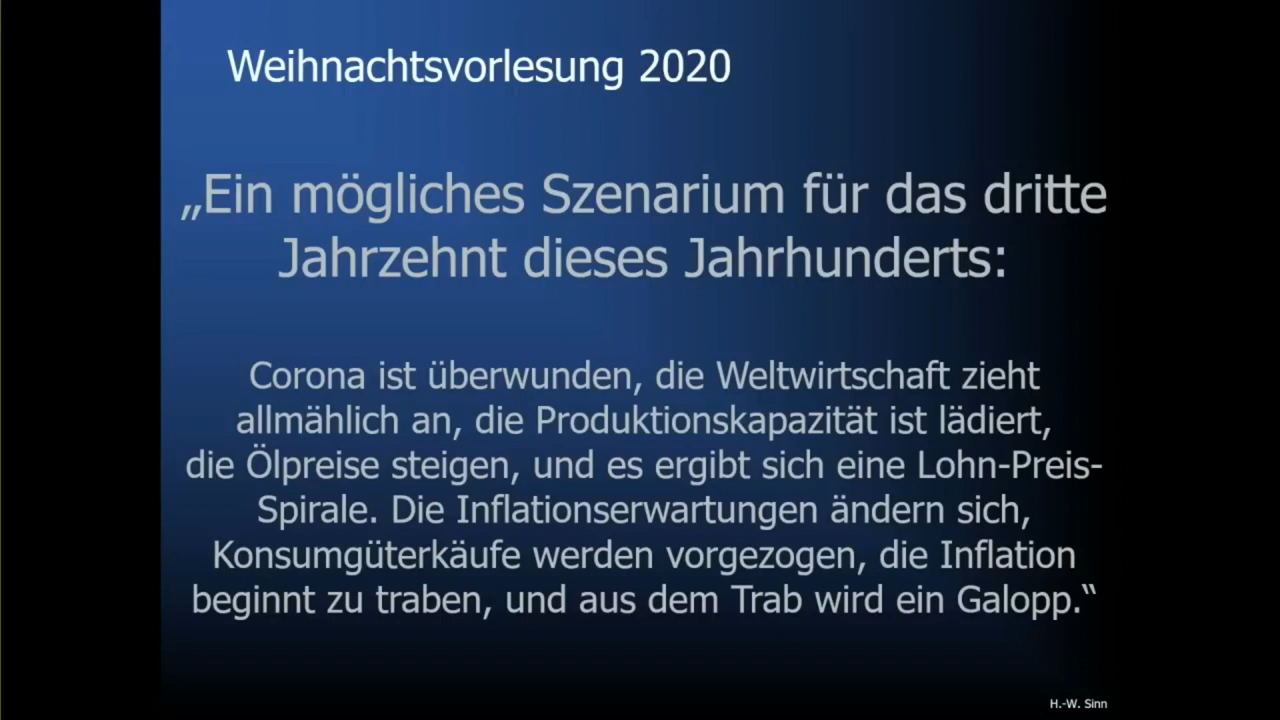 Weihnachtsvorlesung 2020
„Ein mögliches Szenarium für das dritte
Jahrzehnt dieses Jahrhunderts:
Corona ist überwunden, die Weltwirtschaft zieht
allmählich an, die Produktionskapazität ist lädiert,
die Ölpreise steigen, und es ergibt sich eine Lohn-Preis-
Spirale. Die Inflationserwartungen ändern sich,
Konsumgüterkäufe werden vorgezogen, die Inflation
beginnt zu traben, und aus dem Trab wird ein Galopp.“
H.-W. Sinn